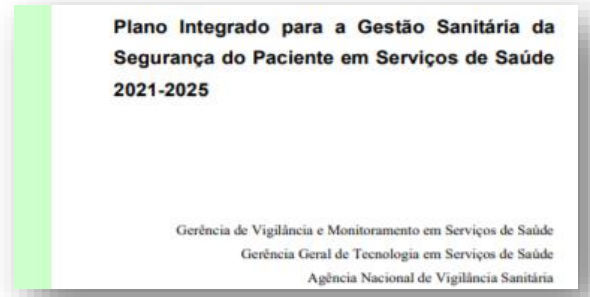 Plano Integrado para a Gestão Sanitária da
Segurança do Paciente em Serviços de Saúde
2021-2025
Gerência de Vigilância e Monitoramento em Serviços de Saúde
Gerência Geral de Tecnologia em Serviços de Saúde
Agência Nacional de Vigilância Sanitária